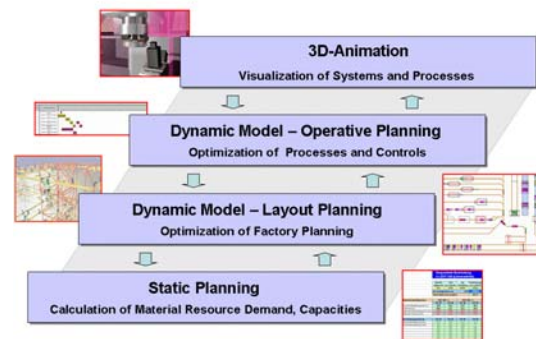 3D-Animation
Visualization of Systems and Processes
Dynamic Model – Operative Planning
Optimization of Processes and Controls
Dynamic Model – Layout Planning
Optimization of Factory Planning
Static Planning
Calculation of Material Resource Demand, Capacities